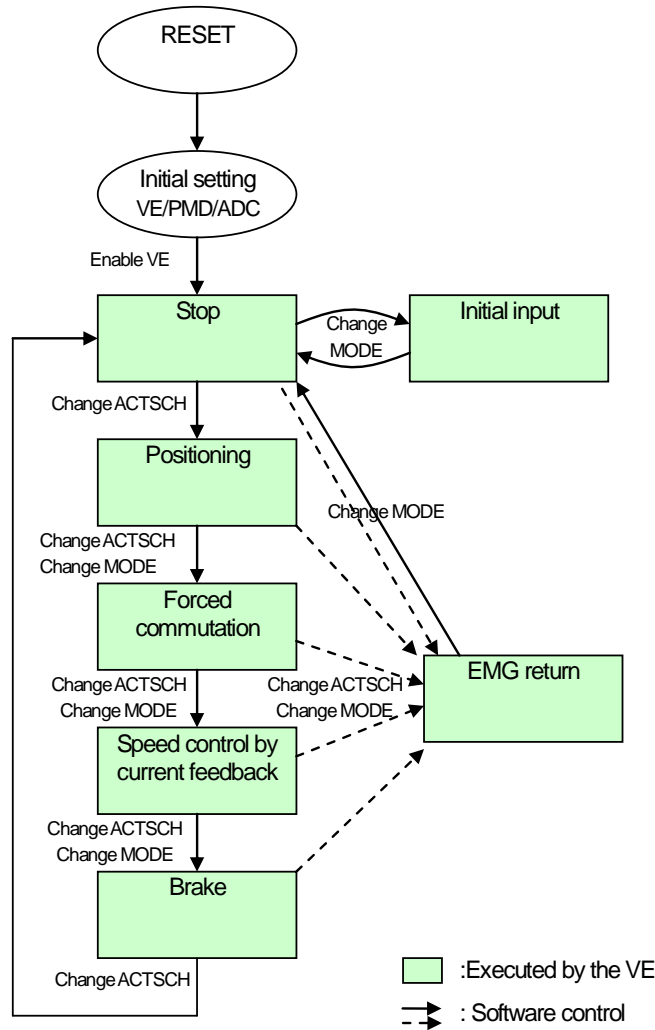 RESET
Initial setting
VE/PMD/ADC
Enable VE
Stop
Initial input
Change
MODE
Change ACTSCH
Positioning
Change MODE
Change ACTSCH
Change MODE
Forced
commutation
EMG return
Change ACTSCH
Change MODE
Change ACTSCH
Change MODE
Speed control by
current feedback
Change ACTSCH
Change MODE
Brake
Change ACTSCH
:Executed by the VE
: Software control